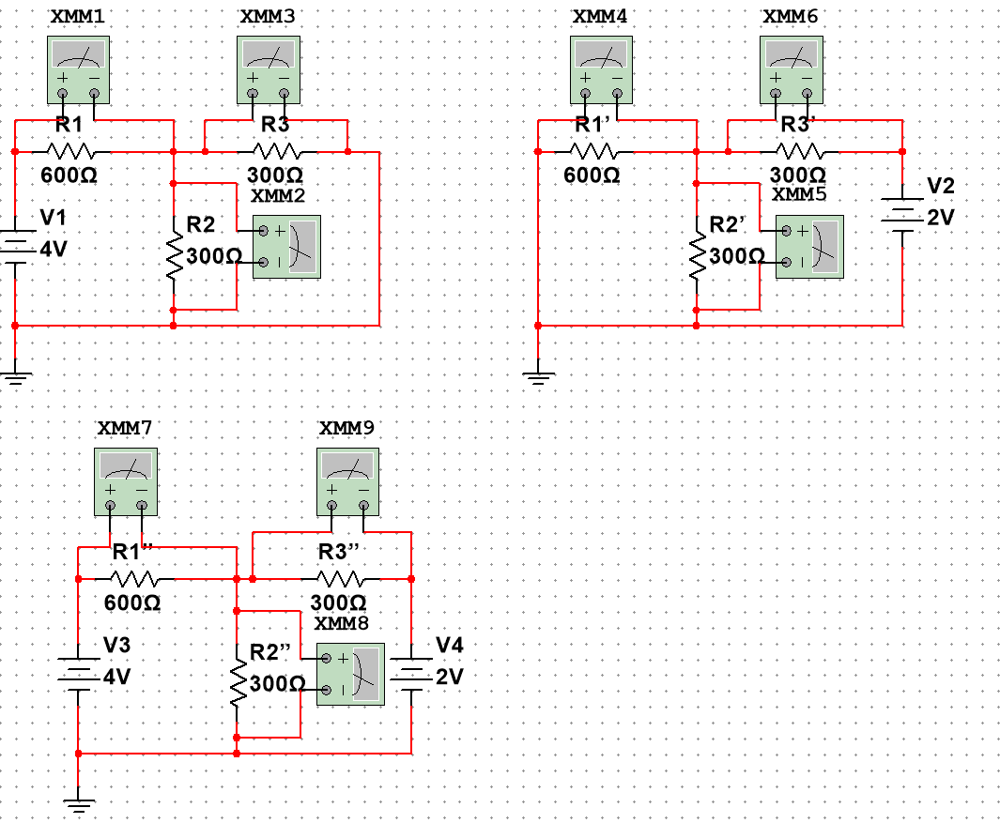 XMM1
XMM3
XMM4
XMM6
+ −
+ −
+ −
+ −
R1
R3
R1'
R3'
600Ω
300Ω
600Ω
300Ω
XMM2
XMM5
V2
2V
V1
4V
R2
300Ω
+ −
R2'
300Ω
+ −
XMM7
XMM9
+ −
+ −
R1''
R3''
600Ω
300Ω
XMM8
V3
4V
R2''
300Ω
+ −
V4
2V